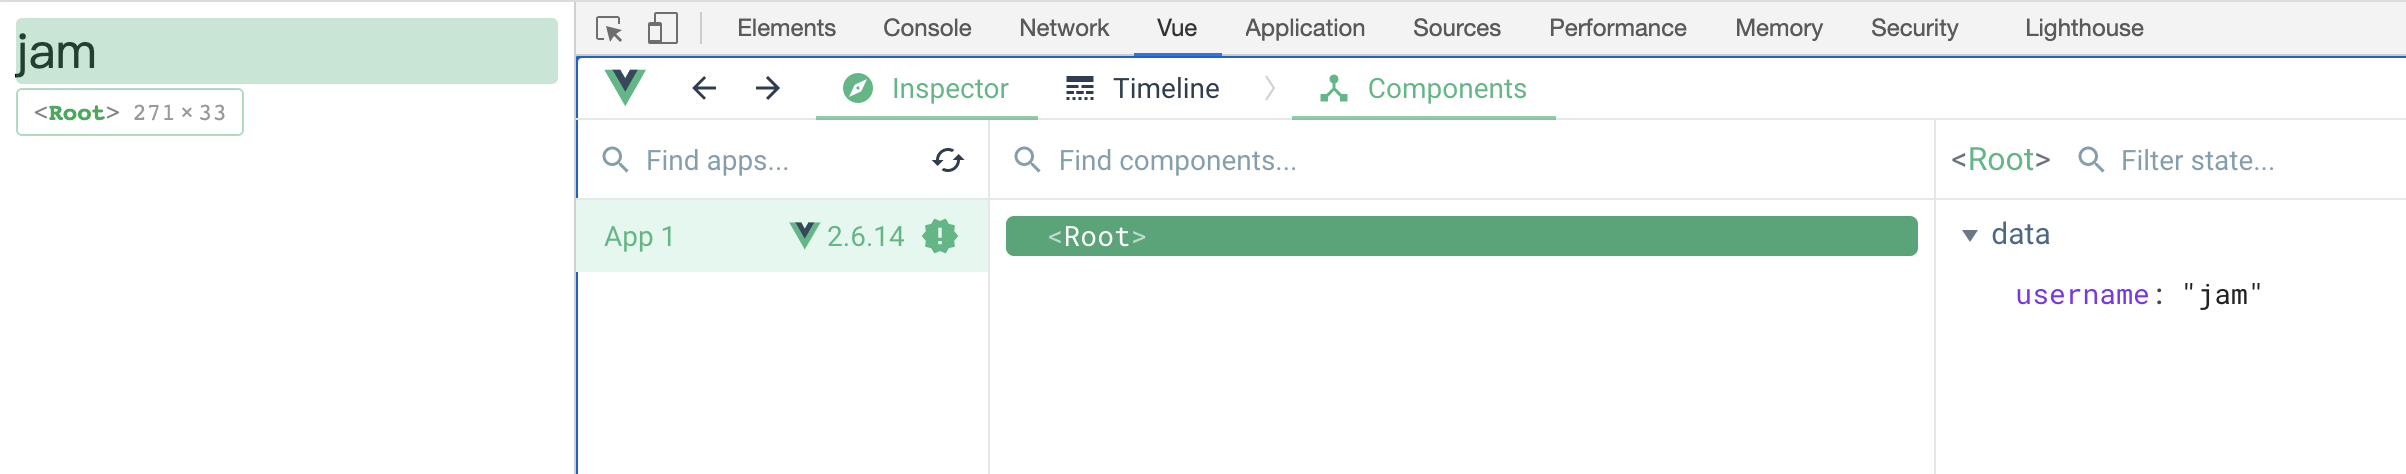 jam
<Root> 271 × 33
Elements Console Network Vue Application Sources Performance Memory Security Lighthouse
Inspector Timeline Components
Find apps...
Find components...
<Root> Filter state...
App 1 2.6.14
<Root>
data
username: "jam"